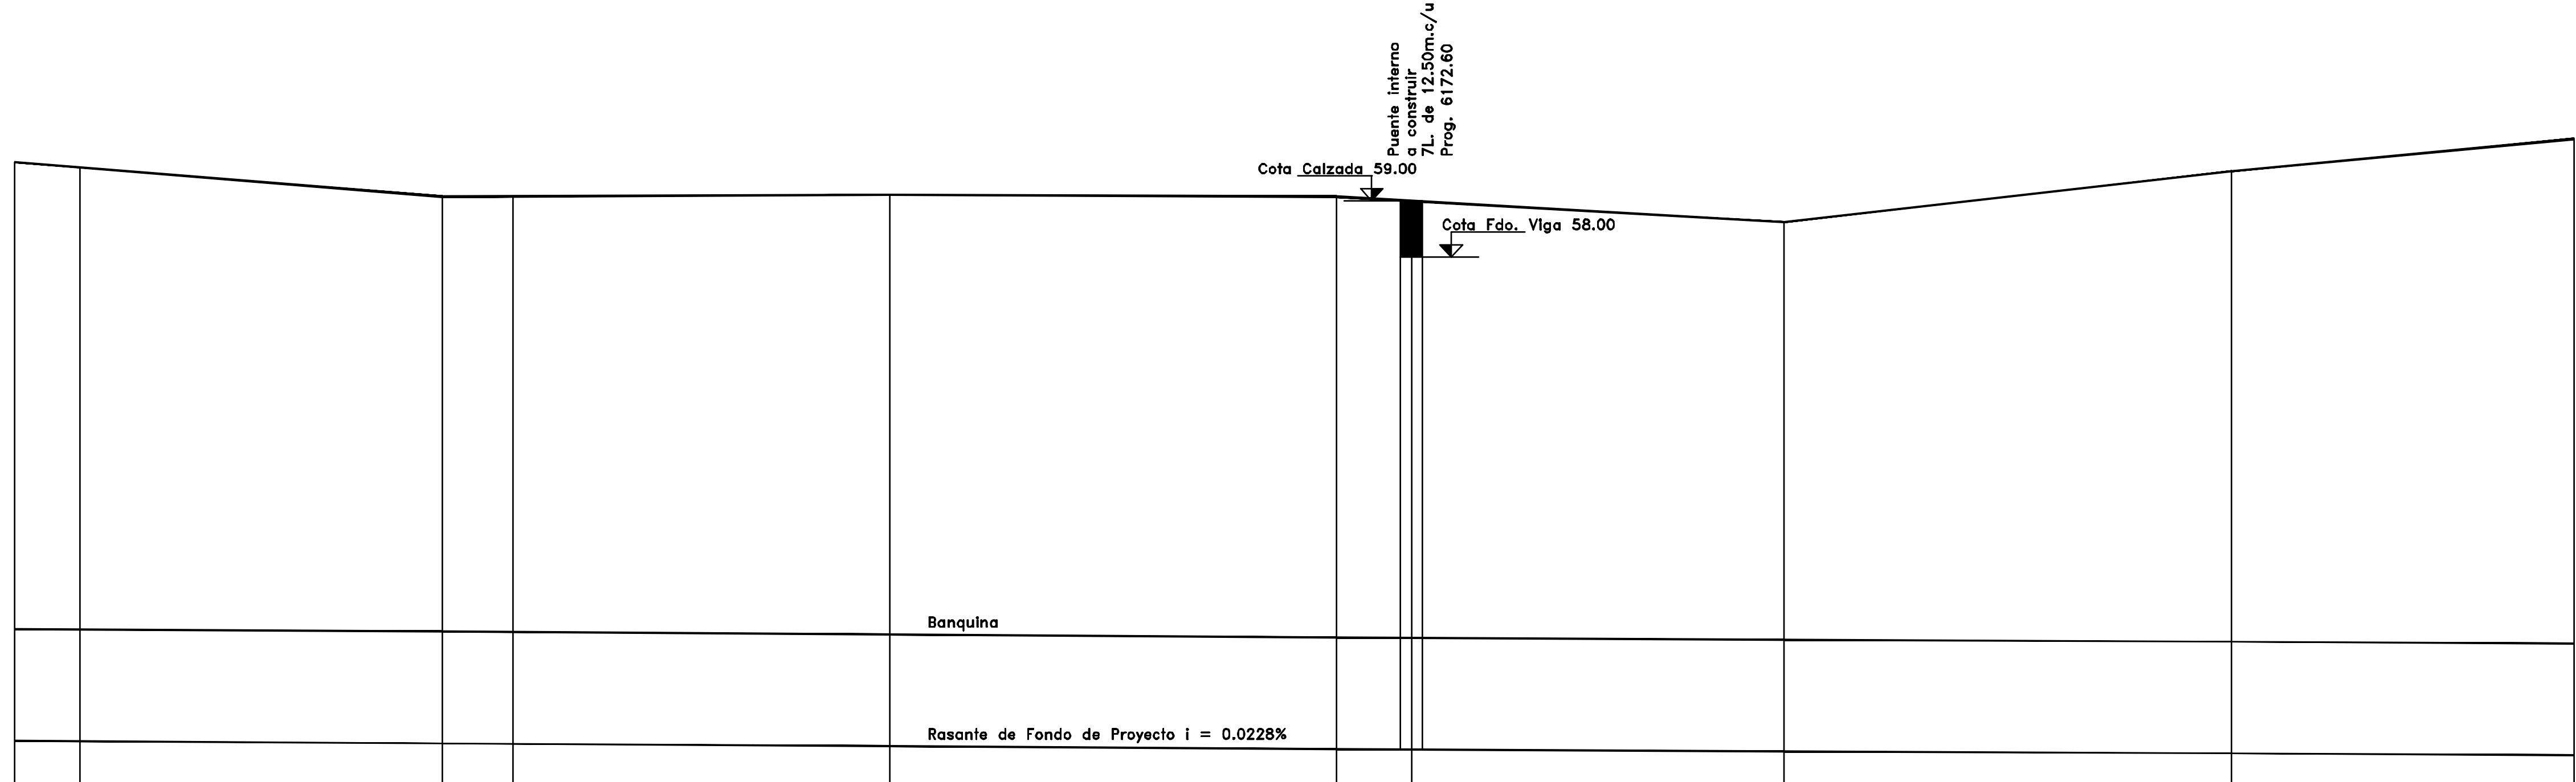 Puente interno
a construir
7L. de 12.50m.c/u
Prog. 6172.60
Cota Calzada 59.00
Cota Fdo. Viga 58.00
Banquina
Rasante de Fondo de Proyecto i = 0.0228%